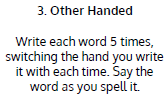 3. Other Handed
Write each word 5 times,
switching the hand you write
it with each time. Say the
word as you spell it.